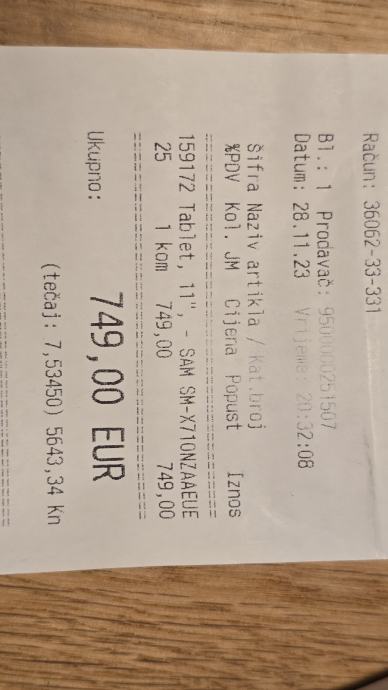 Račun: 36062-33-331
Bl.: 1 Prodavač: 9500000251507
Datum: 28.11.23 Vrijeme: 20:32:08
Šifra Naziv artikla / Kat.broj
%PDV Kol. JM Cijena Popust Iznos
159172 Tablet, 11", - SAM SM-X710NZAAEUE
25 1 kom 749,00 749,00
Ukupno: 749,00 EUR
(tečaj: 7,53450) 5643,34 Kn